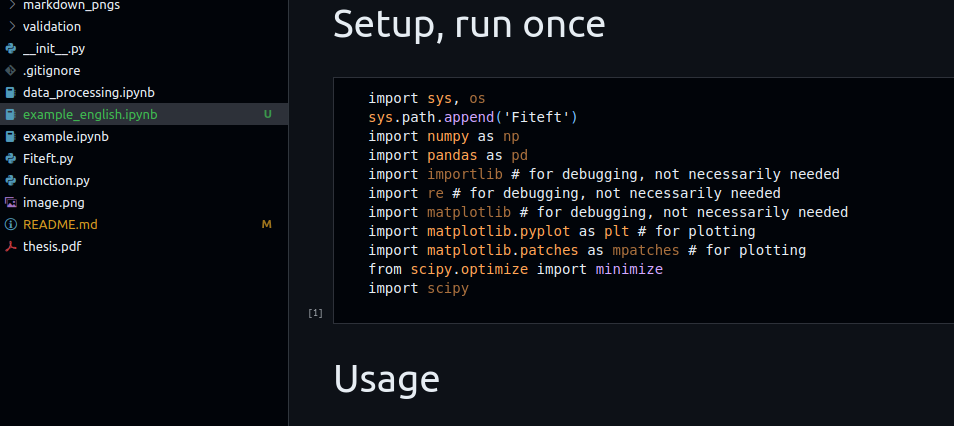 markdown_pngs
validation
__init__.py
.gitignore
data_processing.ipynb
example_english.ipynb U
example.ipynb
Fiteft.py
function.py
image.png
README.md M
thesis.pdf
Setup, run once
import sys, os
sys.path.append('Fiteft')
import numpy as np
import pandas as pd
import importlib # for debugging, not necessarily needed
import re # for debugging, not necessarily needed
import matplotlib # for debugging, not necessarily needed
import matplotlib.pyplot as plt # for plotting
import matplotlib.patches as mpatches # for plotting
from scipy.optimize import minimize
import scipy
[1]
Usage